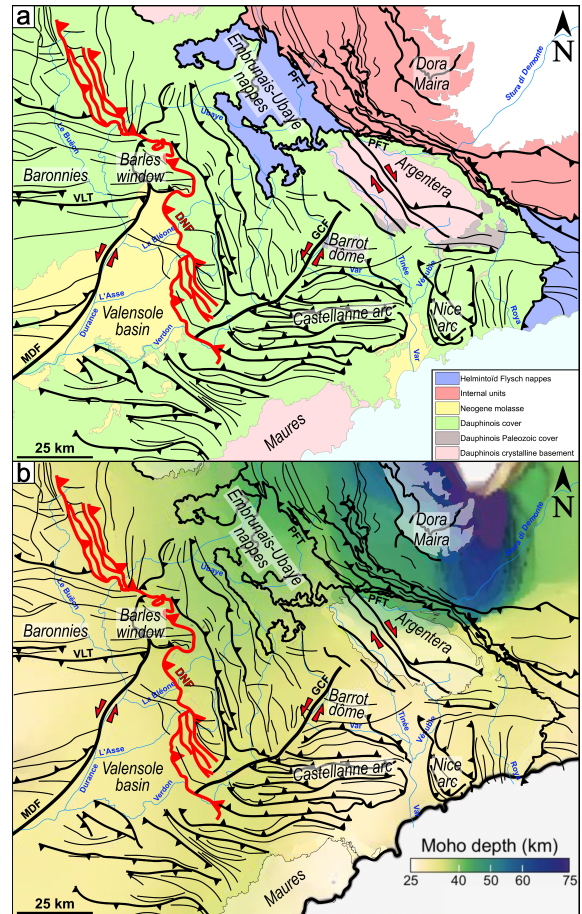 a
Embrunais-Ubaye
nappes
PFT
Dora
Maira
N
Stura di Demonte
Ubaye
Le Buëch
Barles
window
Baronnies
VLT
PFT
Argentera
DNF
La Bléone
GCF
Barrot
dôme
Var
Tinée
Vésubie
L'Asse
Durance
Valensole
basin
Verdon
Castellanne arc
Nice
arc
Roya
MDF
Var
Maures
Helmintoïd Flysch nappes
Internal units
Neogene molasse
Dauphinois cover
Dauphinois Paleozoic cover
Dauphinois crystalline basement
25 km
b
Embrunais-Ubaye
nappes
PFT
Dora
Maira
N
Stura di Demonte
Ubaye
Le Buëch
Barles
window
Baronnies
VLT
PFT
Argentera
DNF
La Bléone
GCF
Barrot
dôme
Var
Tinée
Vésubie
L'Asse
Durance
Valensole
basin
Verdon
Castellanne arc
Nice
arc
Roya
MDF
Var
Maures
Moho depth (km)
25 40 60 75
25 km